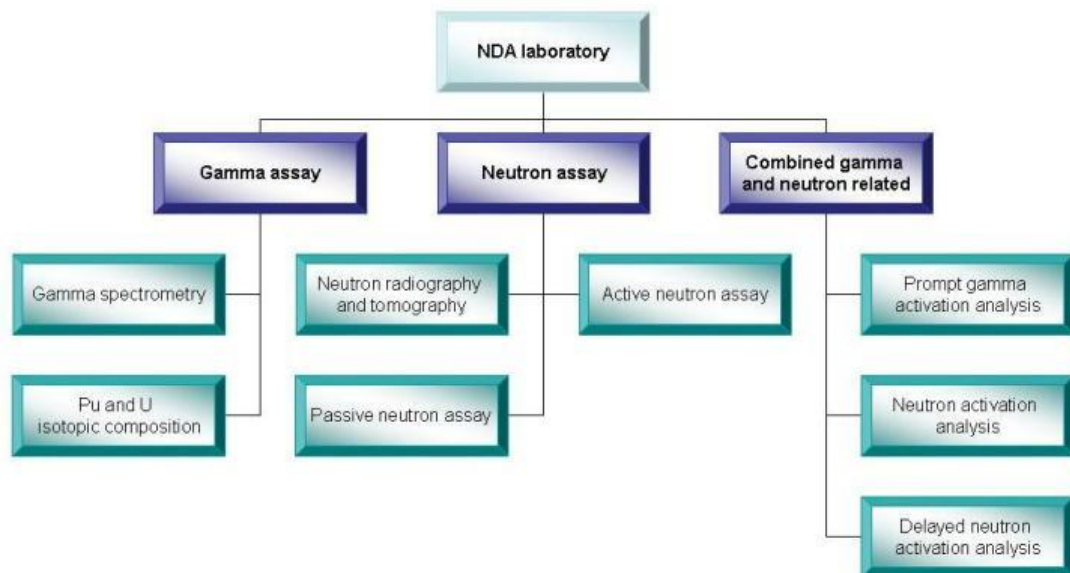 NDA laboratory
Gamma assay
Neutron assay
Combined gamma
and neutron related
Gamma spectrometry
Neutron radiography
and tomography
Active neutron assay
Prompt gamma
activation analysis
Pu and U
isotopic composition
Passive neutron assay
Neutron activation
analysis
Delayed neutron
activation analysis